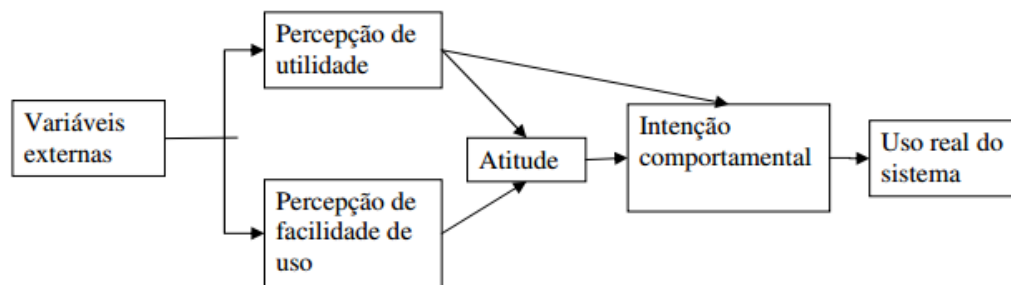 Variáveis
externas
Percepção de
utilidade
Percepção de
facilidade de
uso
Atitude
Intenção
comportamental
Uso real do
sistema